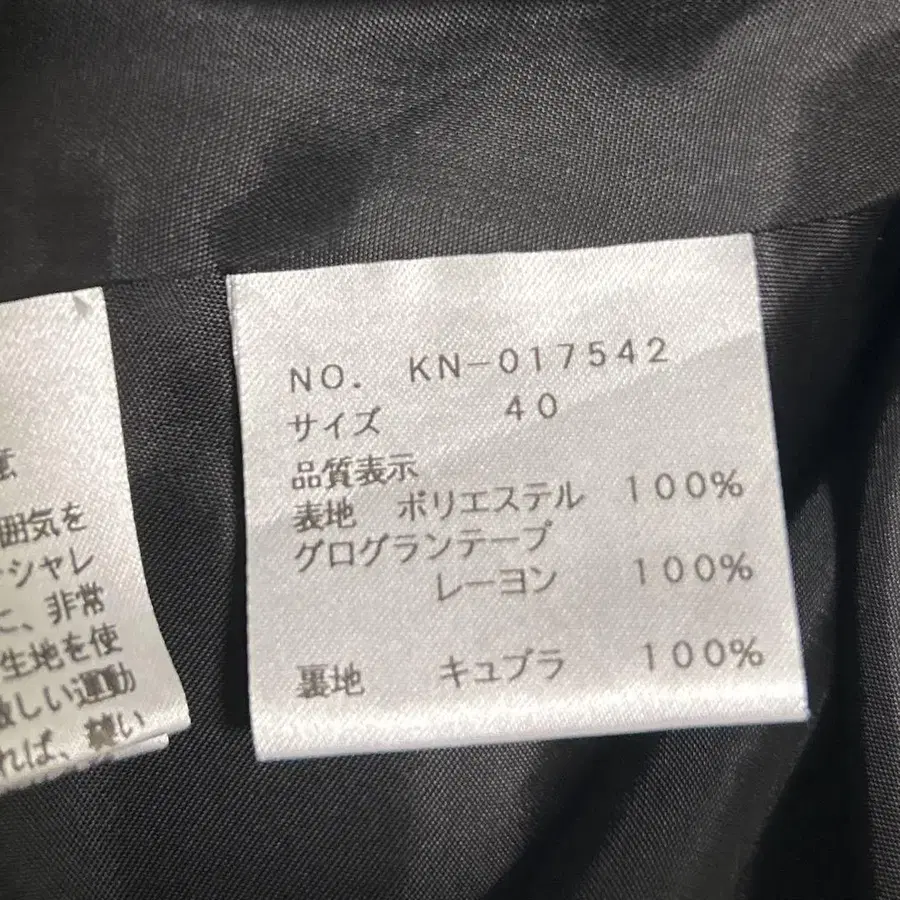 NO. KN-017542
サイズ 40
品質表示
表地 ポリエステル 100%
グログランテープ
レーヨン 100%
裏地 キュプラ 100%
囲気を
シャレ
に、非常
生地を使
激しい運動
れば、縫い